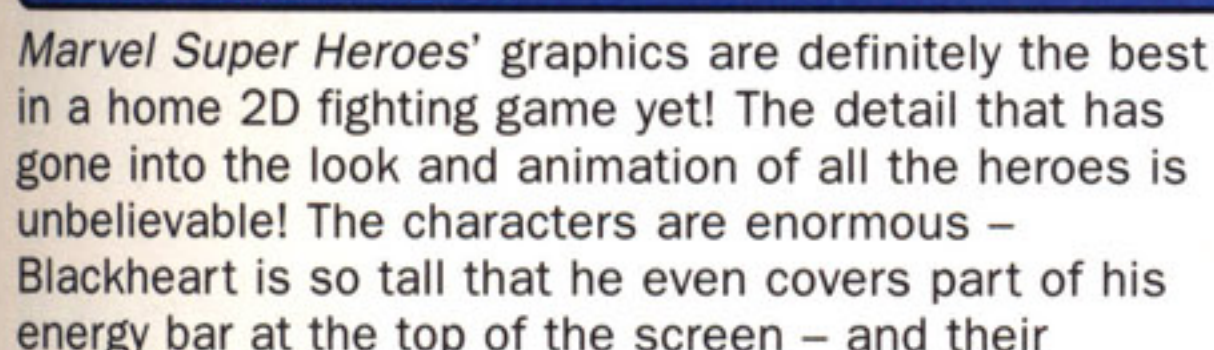 Marvel Super Heroes' graphics are definitely the best
in a home 2D fighting game yet! The detail that has
gone into the look and animation of all the heroes is
unbelievable! The characters are enormous –
Blackheart is so tall that he even covers part of his
energy bar at the top of the screen – and their